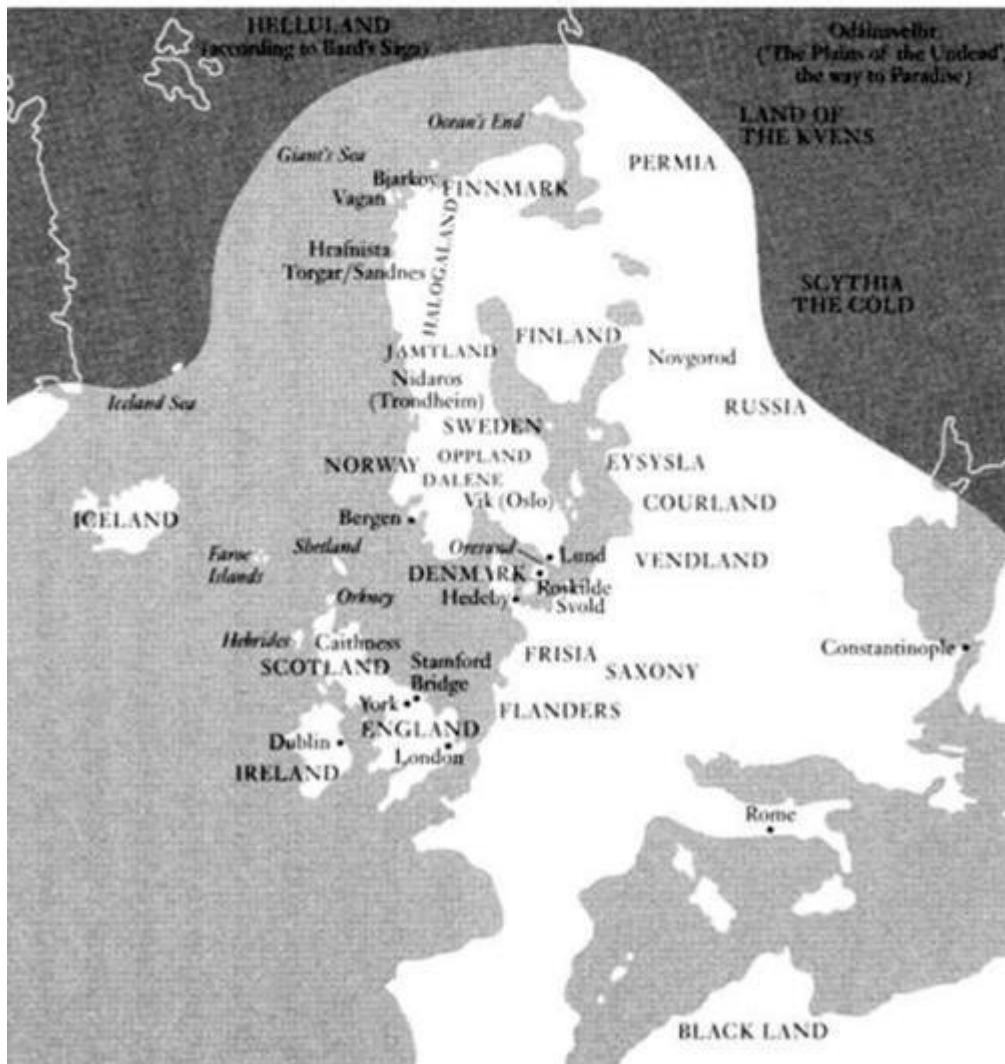 HELLULAND
(according to Bard's Saga)
Odáinsvellir
('The Plains of the Undead',
the way to Paradise)
LAND OF
THE KVENS
Ocean's End
Giant's Sea
PERMIA
Bjarkoy
FINNMARK
Vagan
Hrafnista
Torgar/Sandnes
HALOGALAND
SCYTHIA
THE COLD
FINLAND
JAMTLAND
Novgorod
Nidaros
(Trondheim)
Iceland Sea
RUSSIA
SWEDEN
OPPLAND
NORWAY
EYSYSLA
DALENE
Vik (Oslo)
COURLAND
ICELAND
Bergen
Shetland
Oresund
Lund
VENDLAND
Faroe
Islands
DENMARK
Roskilde
Orkney
Hedeby
Svold
Hebrides
Caithness
SCOTLAND
Stamford
Bridge
FRISIA
SAXONY
Constantinople
York
FLANDERS
ENGLAND
Dublin
London
IRELAND
Rome
BLACK LAND